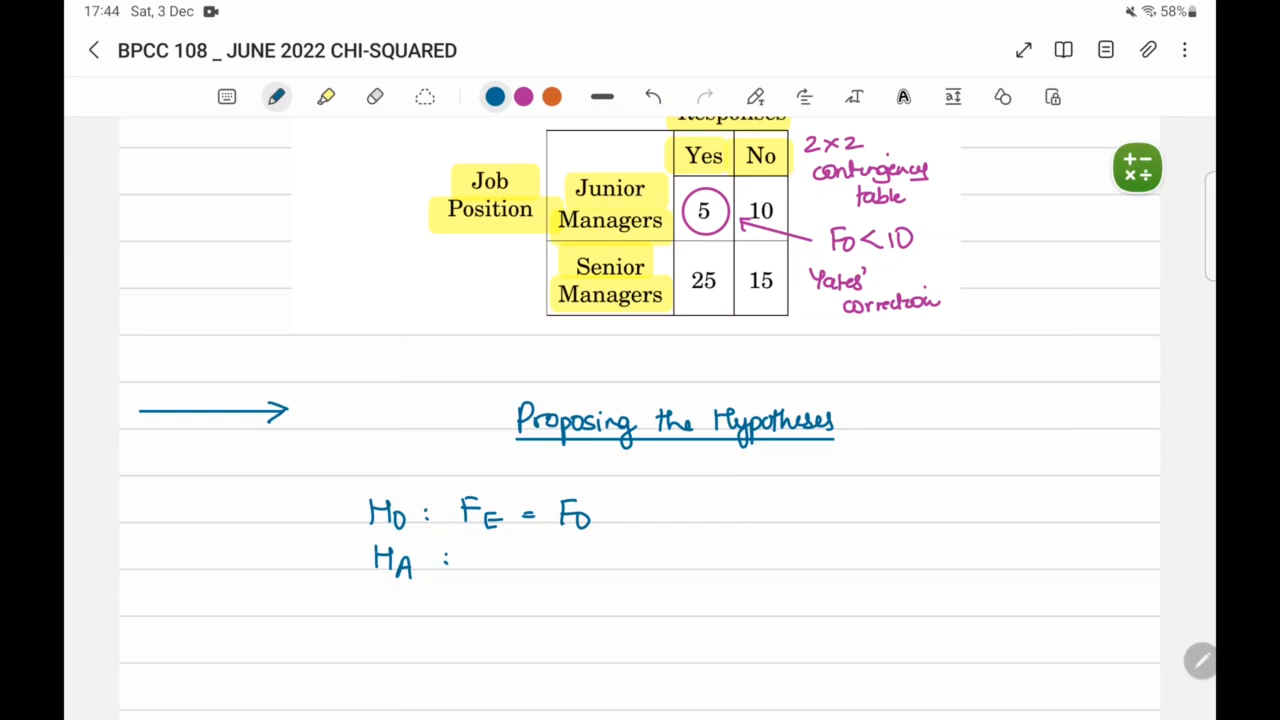 17:44 Sat, 3 Dec 58%
BPCC 108 _ JUNE 2022 CHI-SQUARED
Responses
Yes No
Job Position
Junior Managers 5 10
Senior Managers 25 15
2×2
contingency
table
FO < 10
Yates'
correction
Proposing the Hypotheses
HO : FE = FO
HA :